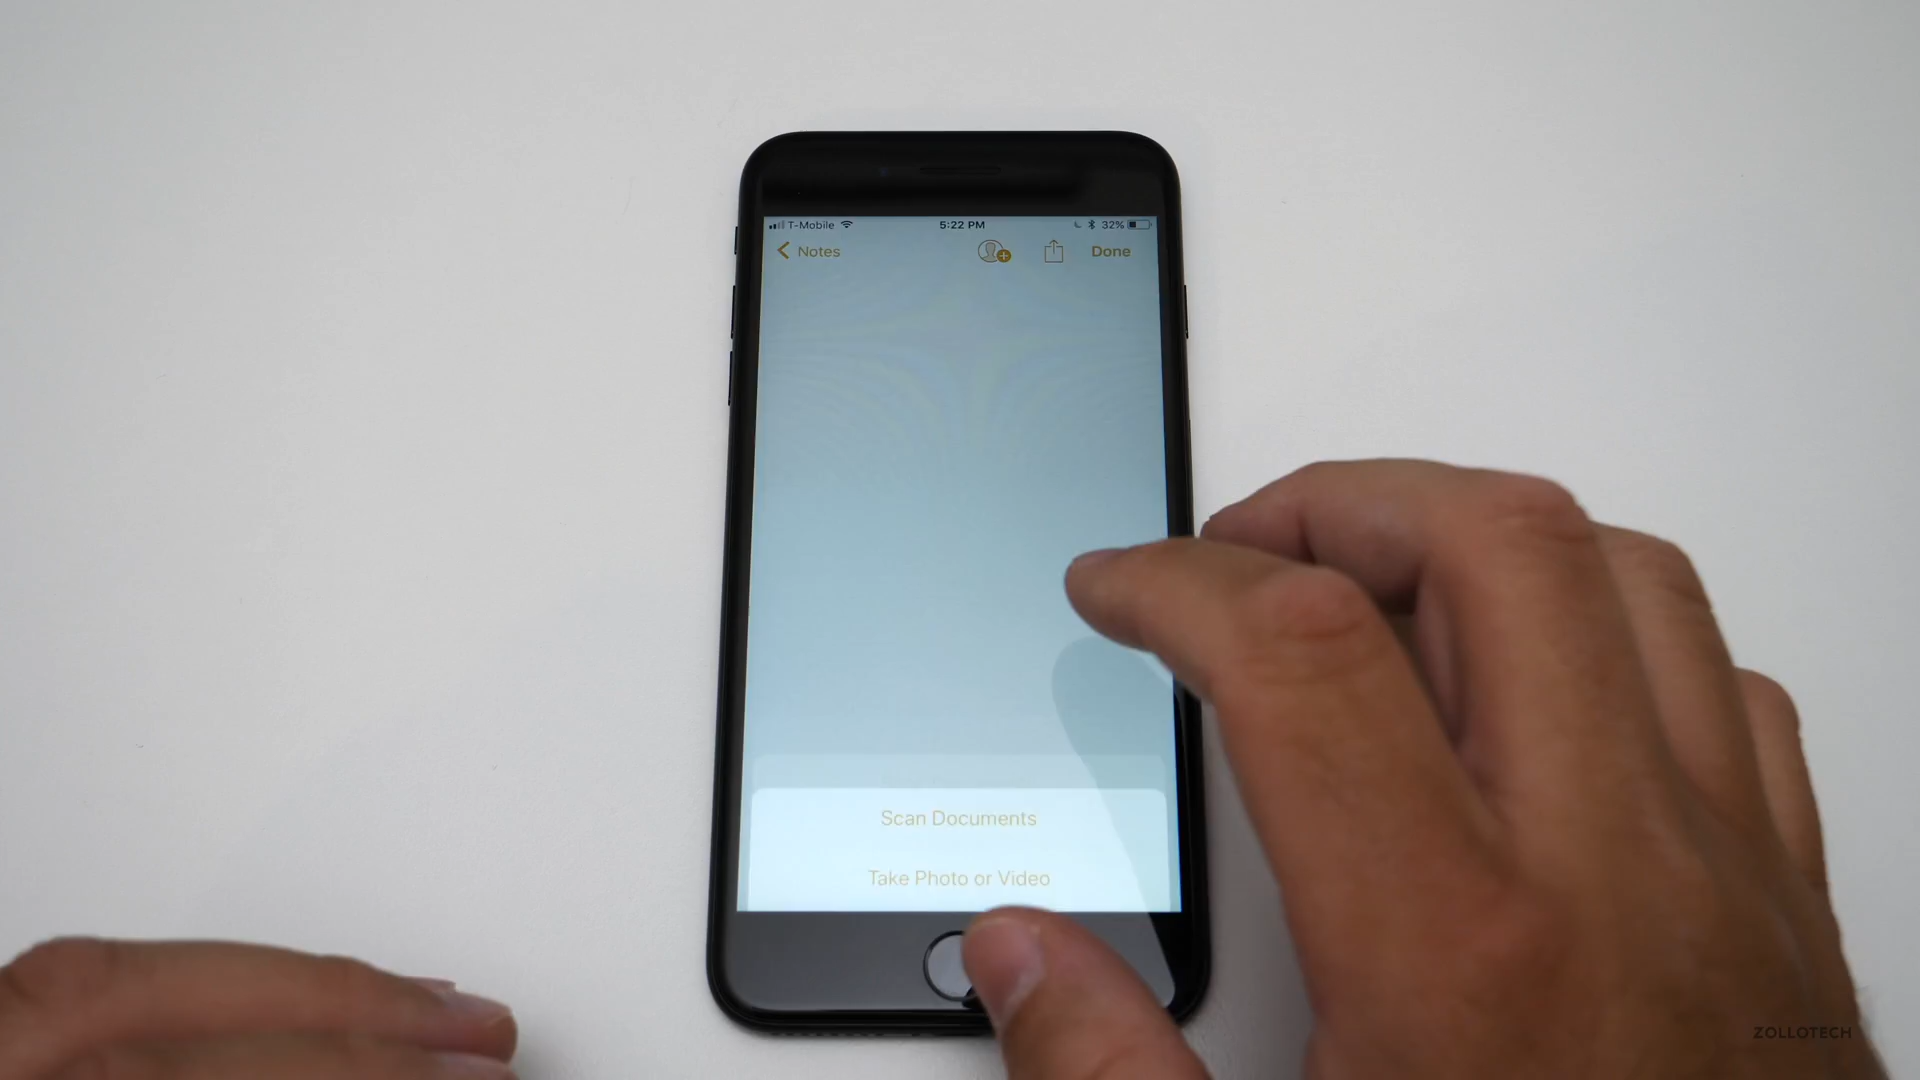 T-Mobile 5:22 PM 32%
Notes Done
Scan Documents
Take Photo or Video
ZOLLOTECH